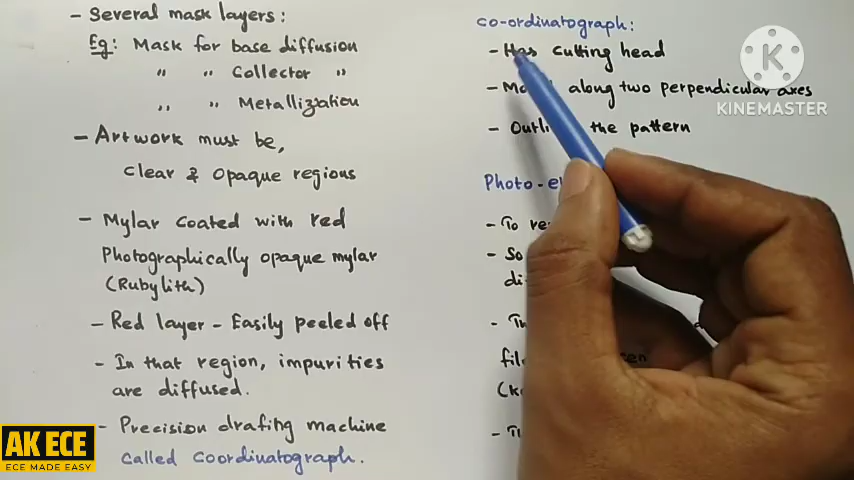 - Several mask layers:
Eg: Mask for base diffusion
" " Collector "
" " Metallization
- Artwork must be,
Clear & Opaque regions
- Mylar coated with red
Photographically opaque mylar
(Rubylith)
- Red layer - Easily peeled off
- In that region, impurities
are diffused.
- Precision drafing machine
called coordinatograph.
co-ordinatograph:
- Has cutting head
- along two perpendicular axes
- the pattern
Photo-
- To
- So
-
-
AK ECE
ECE MADE EASY
KINEMASTER